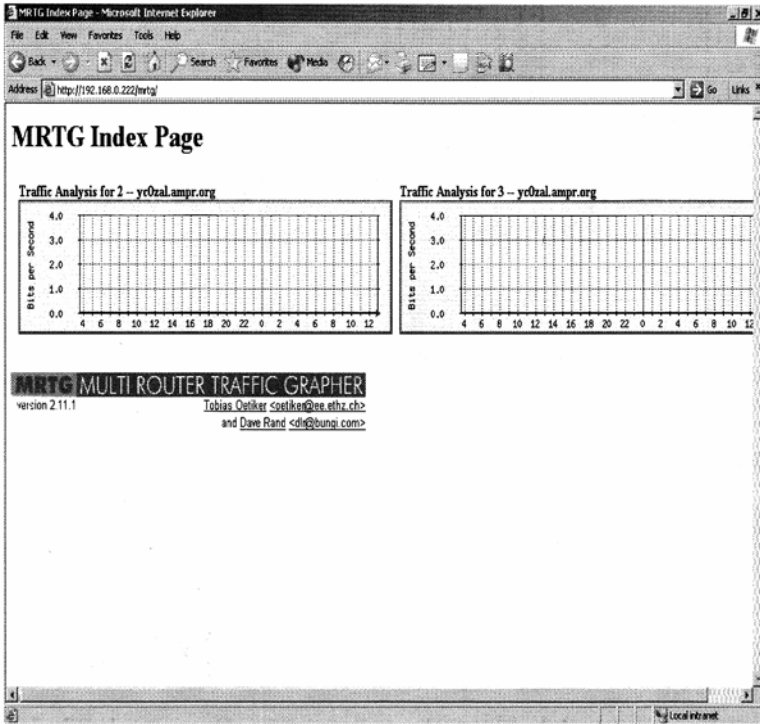 MRTG Index Page - Microsoft Internet Explorer
File Edit View Favorites Tools Help
Back Search Favorites Media
Address http://192.168.0.222/mrtg/ Go Links
MRTG Index Page
Traffic Analysis for 2 -- yc0zal.ampr.org
4.0
3.0
2.0
1.0
0.0
Bits per Second
4 6 8 10 12 14 16 18 20 22 0 2 4 6 8 10 12
Traffic Analysis for 3 -- yc0zal.ampr.org
4.0
3.0
2.0
1.0
0.0
Bits per Second
4 6 8 10 12 14 16 18 20 22 0 2 4 6 8 10 12
MRTG MULTI ROUTER TRAFFIC GRAPHER
version 2.11.1 Tobias Oetiker <oetiker@ee.ethz.ch>
and Dave Rand <dlr@bungi.com>
Local intranet